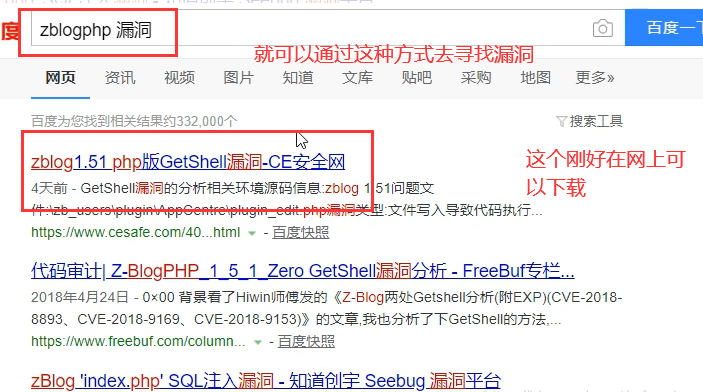 度 zblogphp 漏洞 百度一下
就可以通过这种方式去寻找漏洞
网页 资讯 视频 图片 知道 文库 贴吧 采购 地图 更多»
百度为您找到相关结果约332,000个 搜索工具
zblog1.51 php版GetShell漏洞-CE安全网
这个刚好在网上可
以下载
4天前 - GetShell漏洞的分析相关环境源码信息:zblog 1.51问题文
件:\zb_users\plugin\AppCentre\plugin_edit.php漏洞类型:文件写入导致代码执行...
https://www.cesafe.com/40...html - 百度快照
代码审计| Z-BlogPHP_1_5_1_Zero GetShell漏洞分析 - FreeBuf专栏...
2018年4月24日 - 0×00 背景看了Hiwin师傅发的《Z-Blog两处Getshell分析(附EXP)(CVE-2018-
8893、CVE-2018-9169、CVE-2018-9153)》的文章,我也分析了下GetShell的方法,...
https://www.freebuf.com/column... - 百度快照
zBlog 'index.php' SQL注入漏洞 - 知道创宇 Seebug 漏洞平台